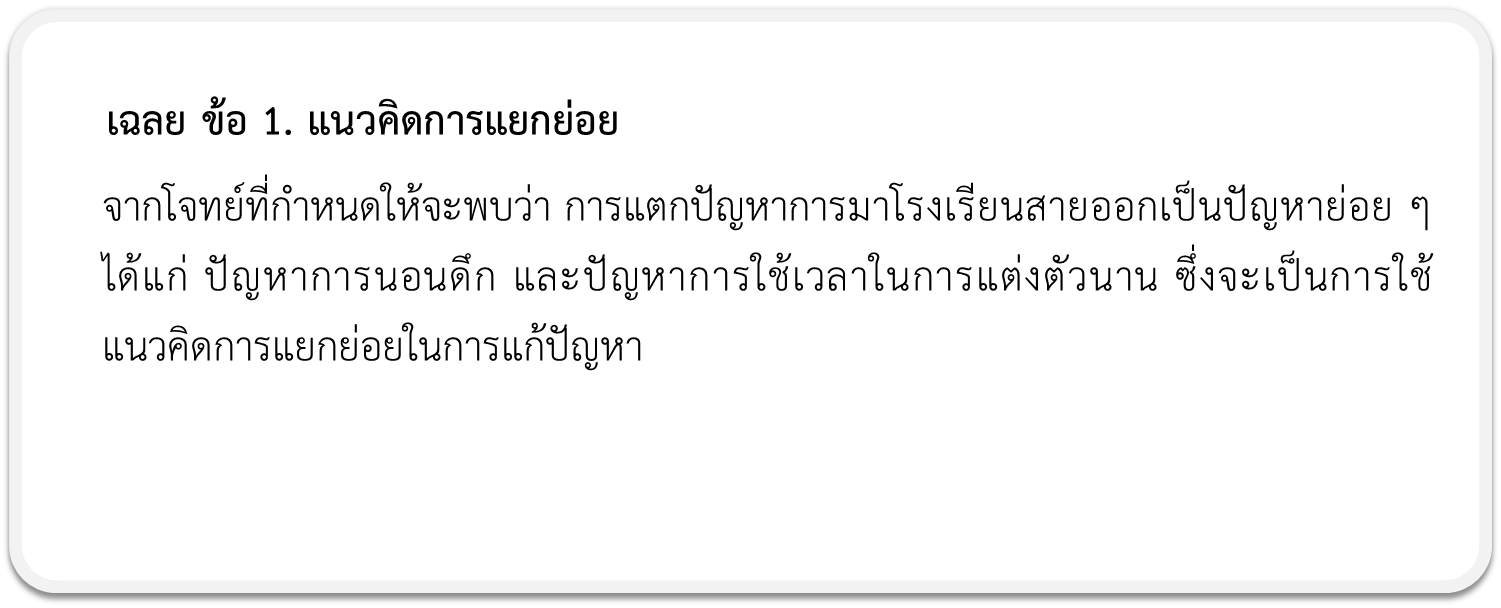 เฉลย ข้อ 1. แนวคิดการแยกย่อย
จากโจทย์ที่กำหนดให้จะพบว่า การแตกปัญหาการมาโรงเรียนสายออกเป็นปัญหาย่อย ๆ
ได้แก่ ปัญหาการนอนดึก และปัญหาการใช้เวลาในการแต่งตัวนาน ซึ่งจะเป็นการใช้
แนวคิดการแยกย่อยในการแก้ปัญหา